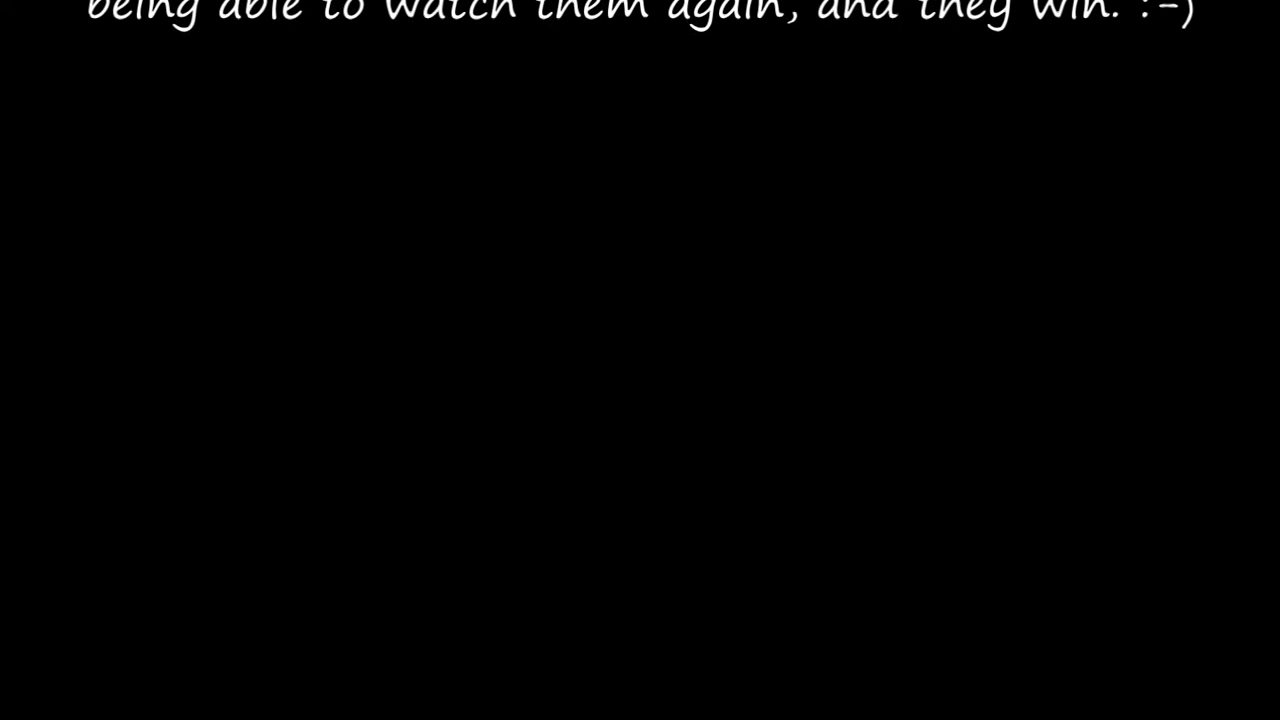 being able to watch them again, and they win. :-)